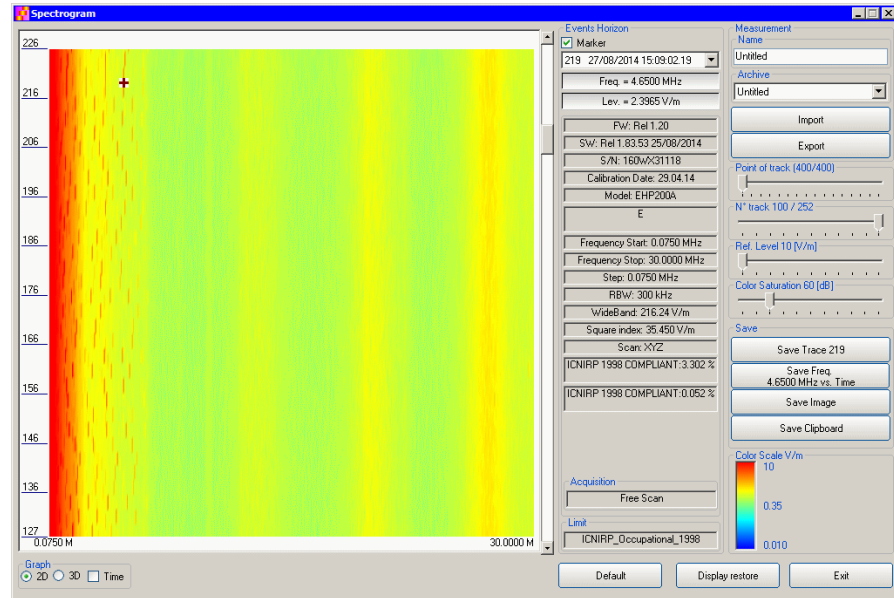 Spectrogram
226
216
206
196
186
176
166
156
146
136
127
0.0750 M
30.0000 M
Graph
2D
3D
Time
Events Horizon
Marker
219 27/08/2014 15:09:02.19
Freq. = 4.6500 MHz
Lev. = 2.3965 V/m
FW: Rel 1.20
SW: Rel 1.83.53 25/08/2014
S/N: 160WX31118
Calibration Date: 29.04.14
Model: EHP200A
E
Frequency Start: 0.0750 MHz
Frequency Stop: 30.0000 MHz
Step: 0.0750 MHz
RBW: 300 kHz
WideBand: 216.24 V/m
Square index: 35.450 V/m
Scan: XYZ
ICNIRP 1998 COMPLIANT:3.302 %
ICNIRP 1998 COMPLIANT:0.052 %
Acquisition
Free Scan
Limit
ICNIRP_Occupational_1998
Measurement
Name
Untitled
Archive
Untitled
Import
Export
Point of track (400/400)
N° track 100 / 252
Ref. Level 10 [V/m]
Color Saturation 60 [dB]
Save
Save Trace 219
Save Freq.
4.6500 MHz vs. Time
Save Image
Save Clipboard
Color Scale V/m
10
0.35
0.010
Default
Display restore
Exit